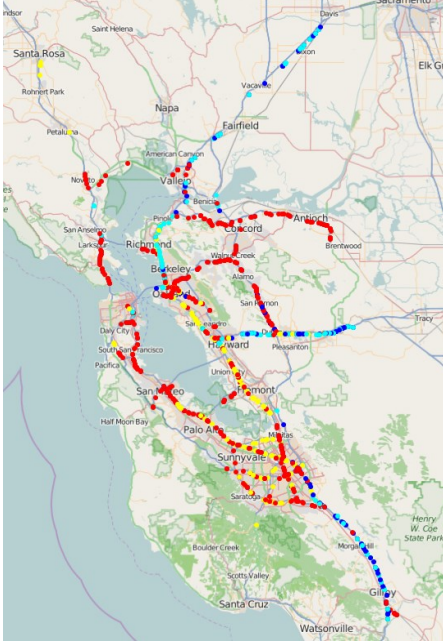 Davis
Saint Helena
Santa Rosa
Elk Gr
Vacaville
Rohnert Park
Napa
Fairfield
Petalum
American Canyon
Vallejo
Novato
Benicia
Pinole
Antioch
San Anselmo
Concord
Larkspur
Richmond
Brentwood
Walnut Creek
Berkeley
Alamo
San Ramon
Tracy
Daly City
San Leandro
Hayward
Pleasanton
South San Francisco
Pacifica
Union City
San Mateo
Fremont
Half Moon Bay
Palo Alto
Milpitas
Sunnyvale
Saratoga
Henry
W. Coe
State Park
Morgan Hill
Boulder Creek
Scotts Valley
Gilroy
Santa Cruz
Watsonville